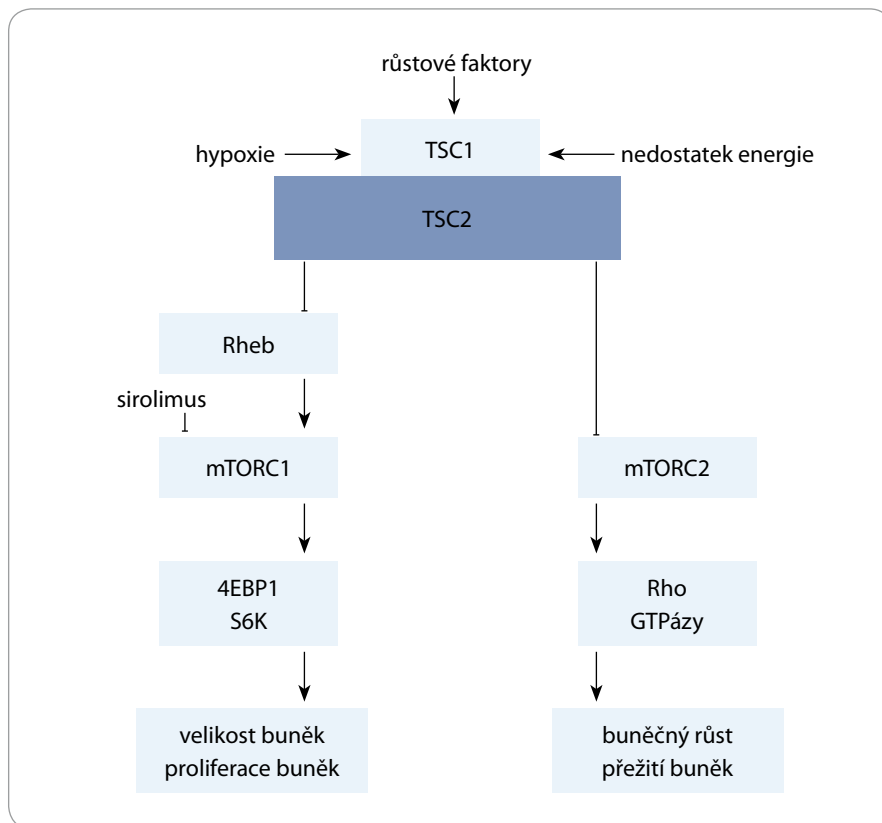 růstové faktory
hypoxie
TSC1
nedostatek energie
TSC2
Rheb
sirolimus
mTORC1
mTORC2
4EBP1
S6K
Rho
GTPázy
velikost buněk
proliferace buněk
buněčný růst
přežití buněk